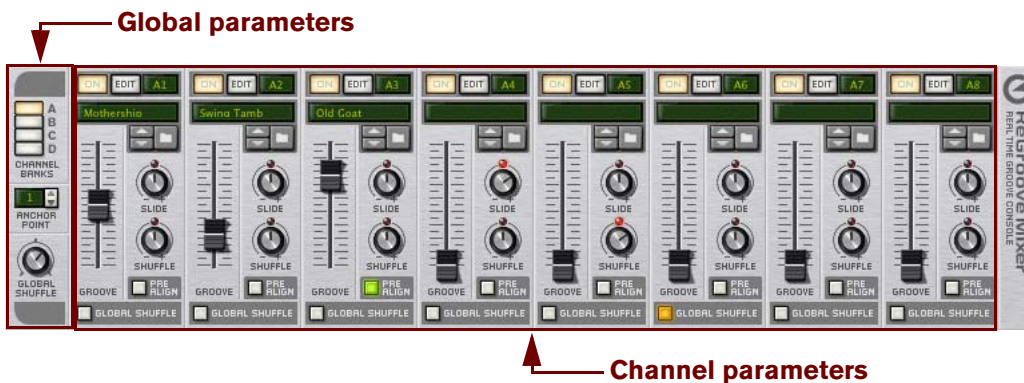 Global parameters
ON EDIT A1 ON EDIT A2 ON EDIT A3 ON EDIT A4 ON EDIT A5 ON EDIT A6 ON EDIT A7 ON EDIT A8
Mothership Swing Tamb Old Goat
A
B
C
D
CHANNEL
BANKS
1
ANCHOR
POINT
GLOBAL
SHUFFLE
SLIDE SLIDE SLIDE SLIDE SLIDE SLIDE SLIDE SLIDE
SHUFFLE SHUFFLE SHUFFLE SHUFFLE SHUFFLE SHUFFLE SHUFFLE SHUFFLE
GROOVE PRE ALIGN GROOVE PRE ALIGN GROOVE PRE ALIGN GROOVE PRE ALIGN GROOVE PRE ALIGN GROOVE PRE ALIGN GROOVE PRE ALIGN GROOVE PRE ALIGN
GLOBAL SHUFFLE GLOBAL SHUFFLE GLOBAL SHUFFLE GLOBAL SHUFFLE GLOBAL SHUFFLE GLOBAL SHUFFLE GLOBAL SHUFFLE GLOBAL SHUFFLE
ReGroove Mixer
REAL TIME GROOVE CONSOLE
Channel parameters